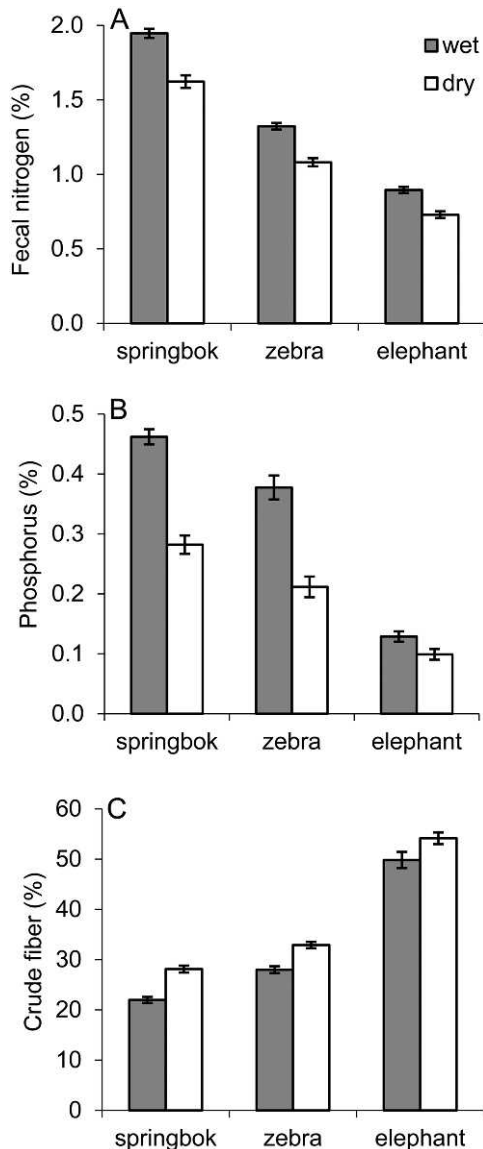 A
Fecal nitrogen (%)
2.0
1.5
1.0
0.5
0.0
wet
dry
springbok zebra elephant
B
Phosphorus (%)
0.5
0.4
0.3
0.2
0.1
0.0
springbok zebra elephant
C
Crude fiber (%)
60
50
40
30
20
10
0
springbok zebra elephant